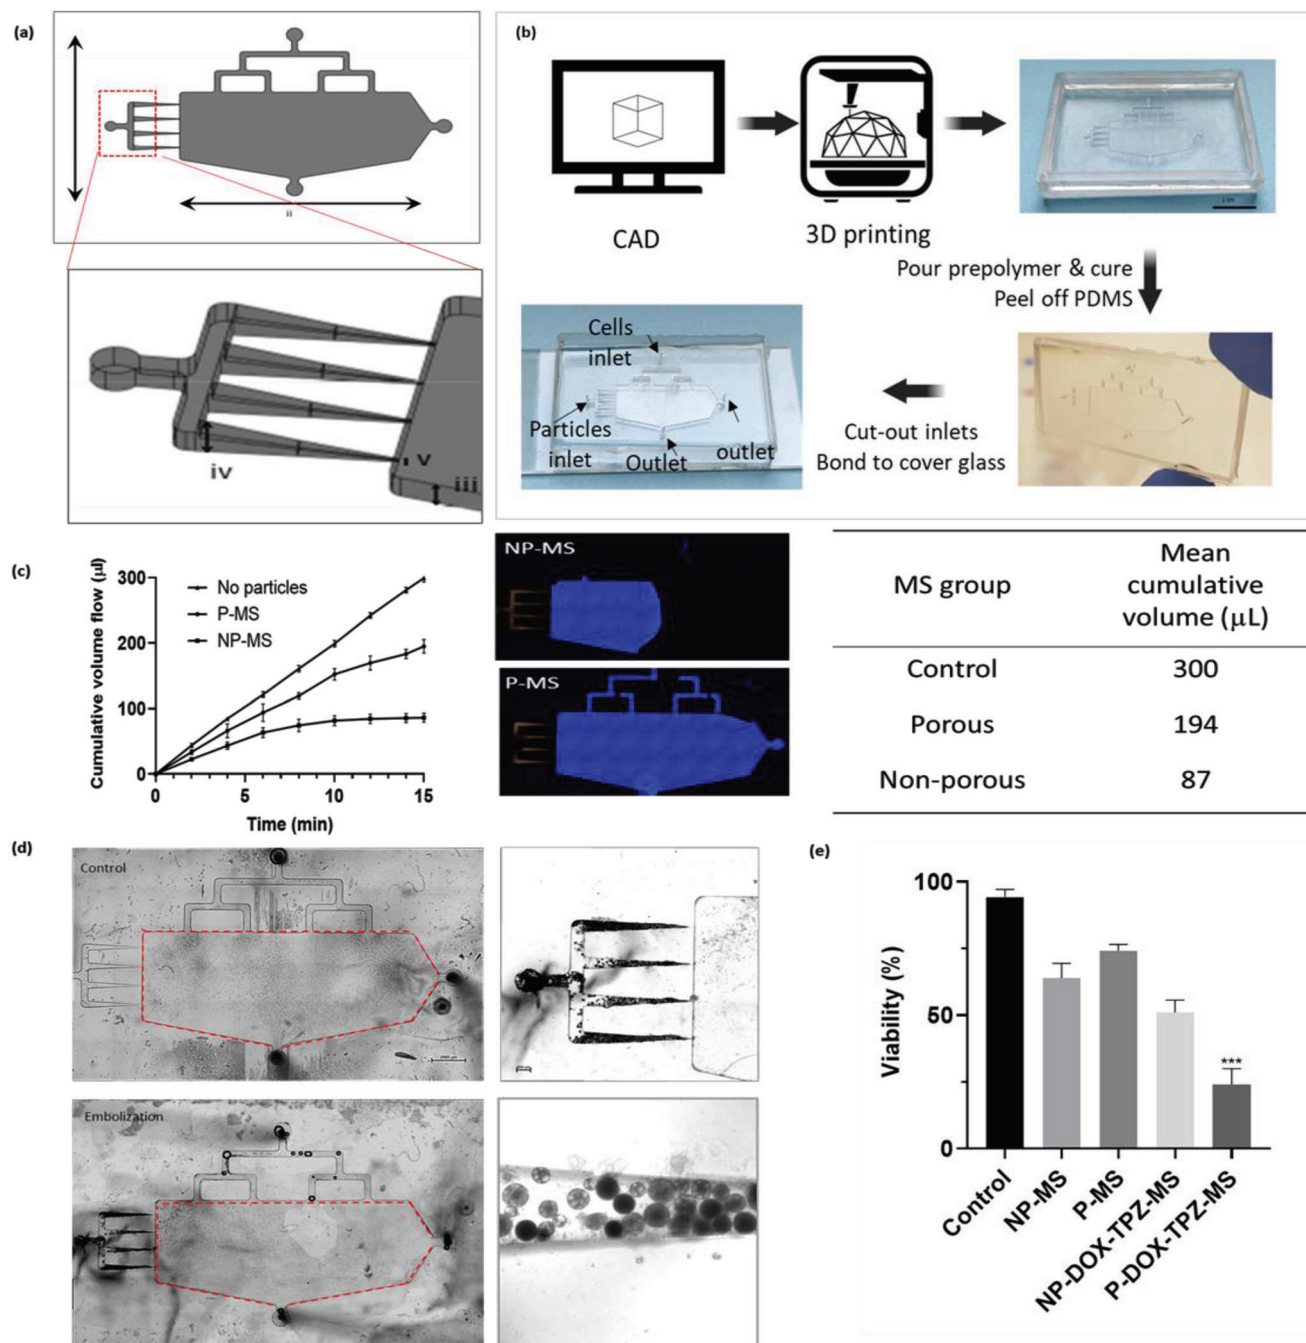 (a)
ii
iv
v
iii
(b)
CAD
3D printing
Pour prepolymer & cure
Peel off PDMS
Cut-out inlets
Bond to cover glass
Cells
inlet
Particles
inlet
Outlet
outlet
(c)
Cumulative volume flow (µl)
300
200
100
0
0
5
10
15
Time (min)
No particles
P-MS
NP-MS
NP-MS
P-MS
MS group
Mean
cumulative
volume (µL)
Control
300
Porous
194
Non-porous
87
(d)
Control
Embolization
(e)
Viability (%)
100
50
0
***
Control
NP-MS
P-MS
NP-DOX-TPZ-MS
P-DOX-TPZ-MS